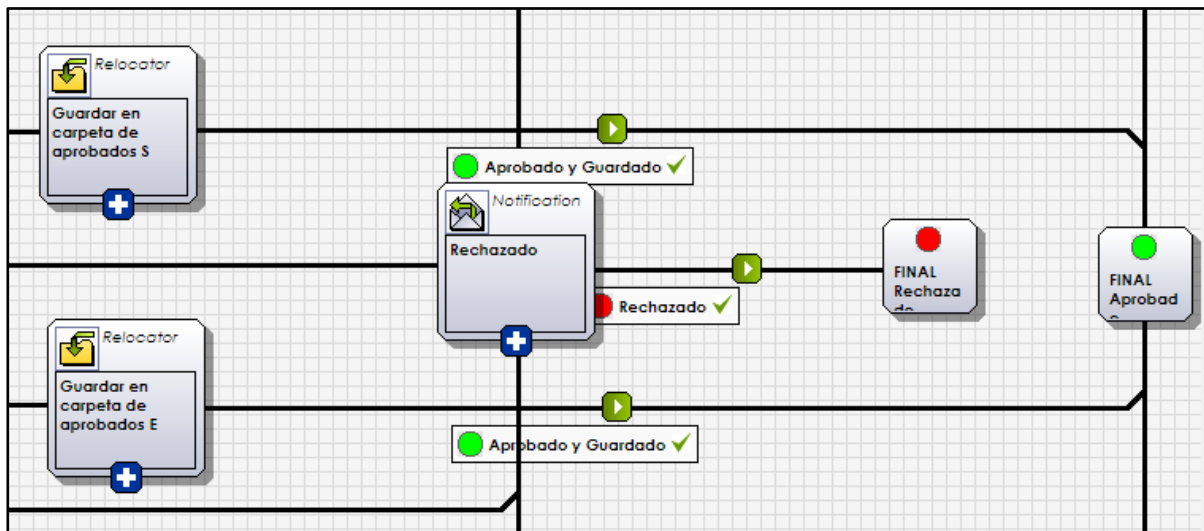 Relocator
Guardar en
carpeta de
aprobados S
Aprobado y Guardado
Notification
Rechazado
Rechazado
FINAL
Rechaza
do
FINAL
Aprobad
Relocator
Guardar en
carpeta de
aprobados E
Aprobado y Guardado